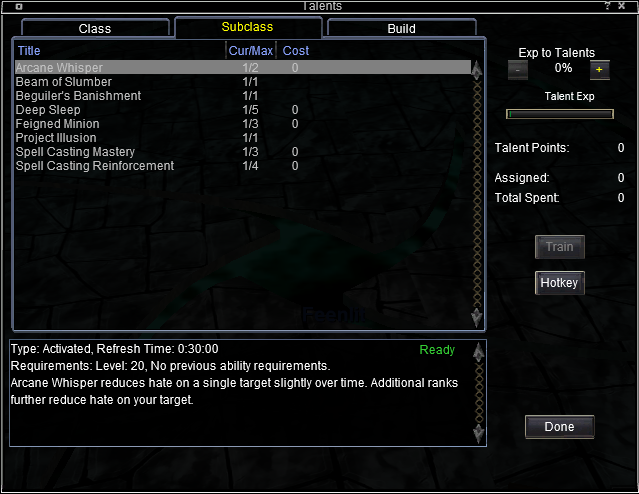 Talents
? x
Class Subclass Build
Title Cur/Max Cost
Arcane Whisper 1/2 0
Beam of Slumber 1/1
Beguiler's Banishment 1/1
Deep Sleep 1/5 0
Feigned Minion 1/3 0
Project Illusion 1/1
Spell Casting Mastery 1/3 0
Spell Casting Reinforcement 1/4 0
Exp to Talents
- 0% +
Talent Exp
Talent Points: 0
Assigned: 0
Total Spent: 0
Train
Hotkey
Type: Activated, Refresh Time: 0:30:00 Ready
Requirements: Level: 20, No previous ability requirements.
Arcane Whisper reduces hate on a single target slightly over time. Additional ranks
further reduce hate on your target.
Done